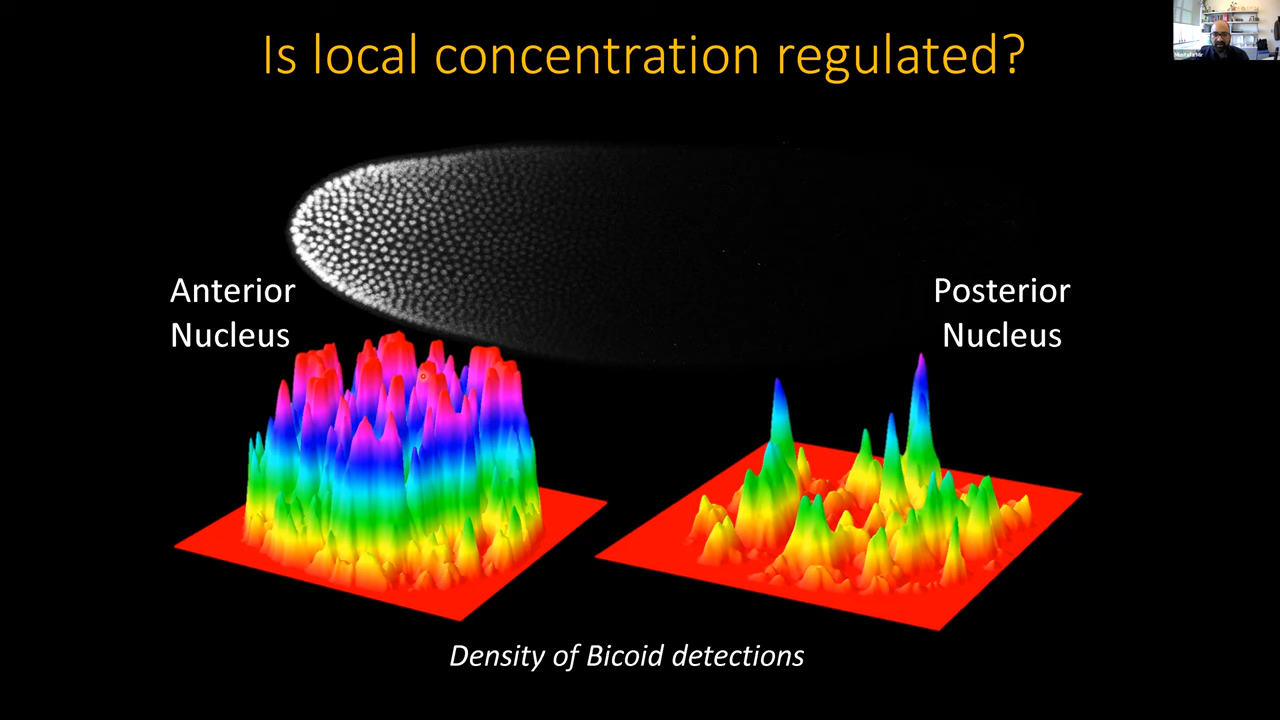 Is local concentration regulated?
Anterior
Nucleus
Posterior
Nucleus
Density of Bicoid detections